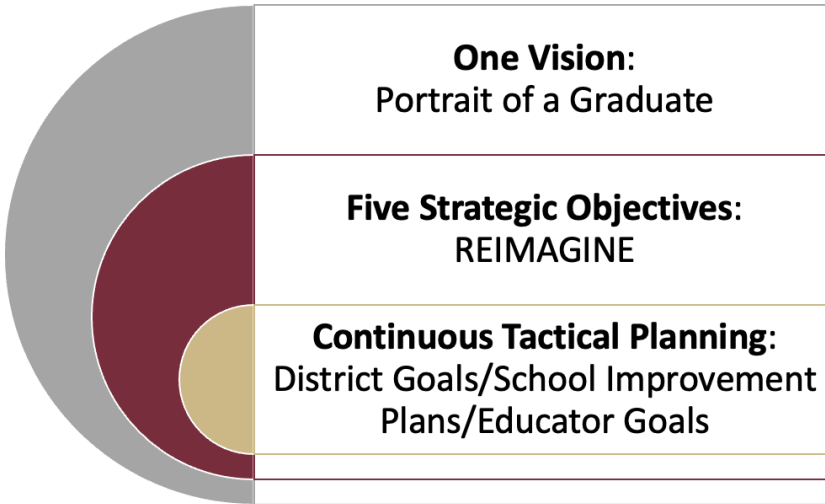 One Vision:
Portrait of a Graduate
Five Strategic Objectives:
REIMAGINE
Continuous Tactical Planning:
District Goals/School Improvement
Plans/Educator Goals